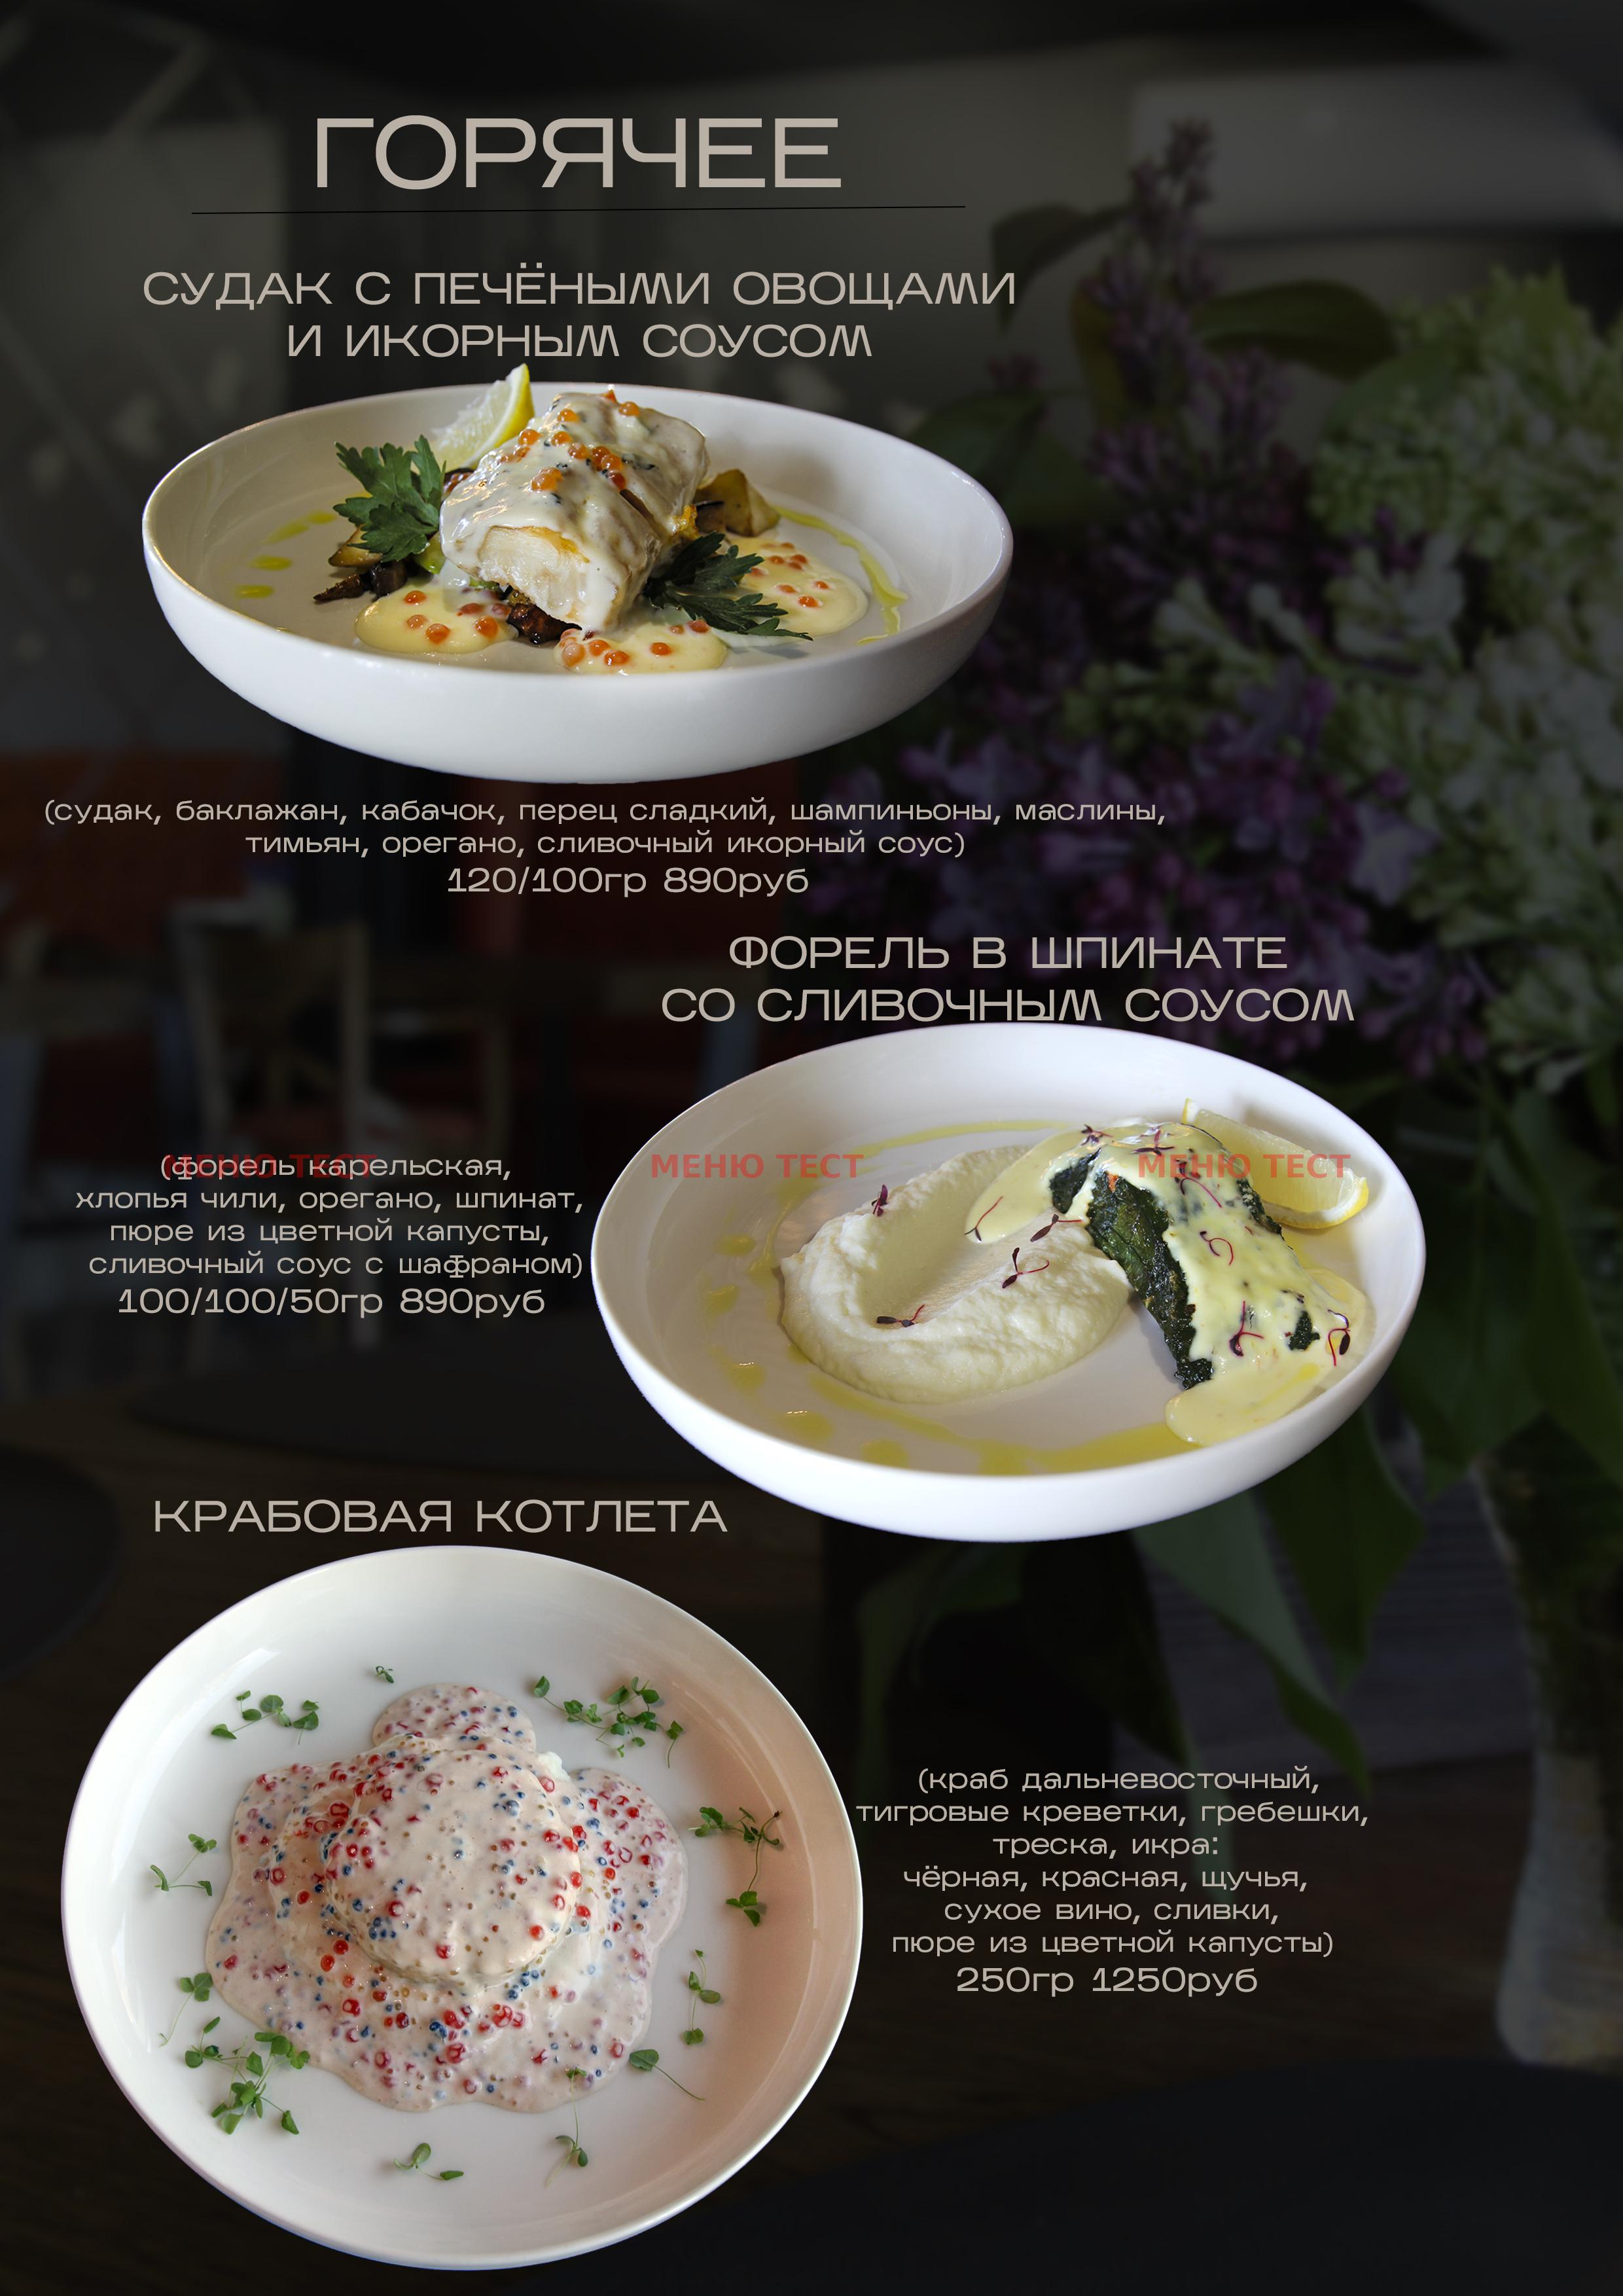 ГОРЯЧЕЕ
СУДАК С ПЕЧЁНЫМИ ОВОЩАМИ
И ИКОРНЫМ СОУСОМ
(судак, баклажан, кабачок, перец сладкий, шампиньоны, маслины,
тимьян, орегано, сливочный икорный соус)
120/100гр 890руб
ФОРЕЛЬ В ШПИНАТЕ
СО СЛИВОЧНЫМ СОУСОМ
МЕНЮ ТЕСТ МЕНЮ ТЕСТ МЕНЮ ТЕСТ
(форель карельская,
хлопья чили, орегано, шпинат,
пюре из цветной капусты,
сливочный соус с шафраном)
100/100/50гр 890руб
КРАБОВАЯ КОТЛЕТА
(краб дальневосточный,
тигровые креветки, гребешки,
треска, икра:
чёрная, красная, щучья,
сухое вино, сливки,
пюре из цветной капусты)
250гр 1250руб